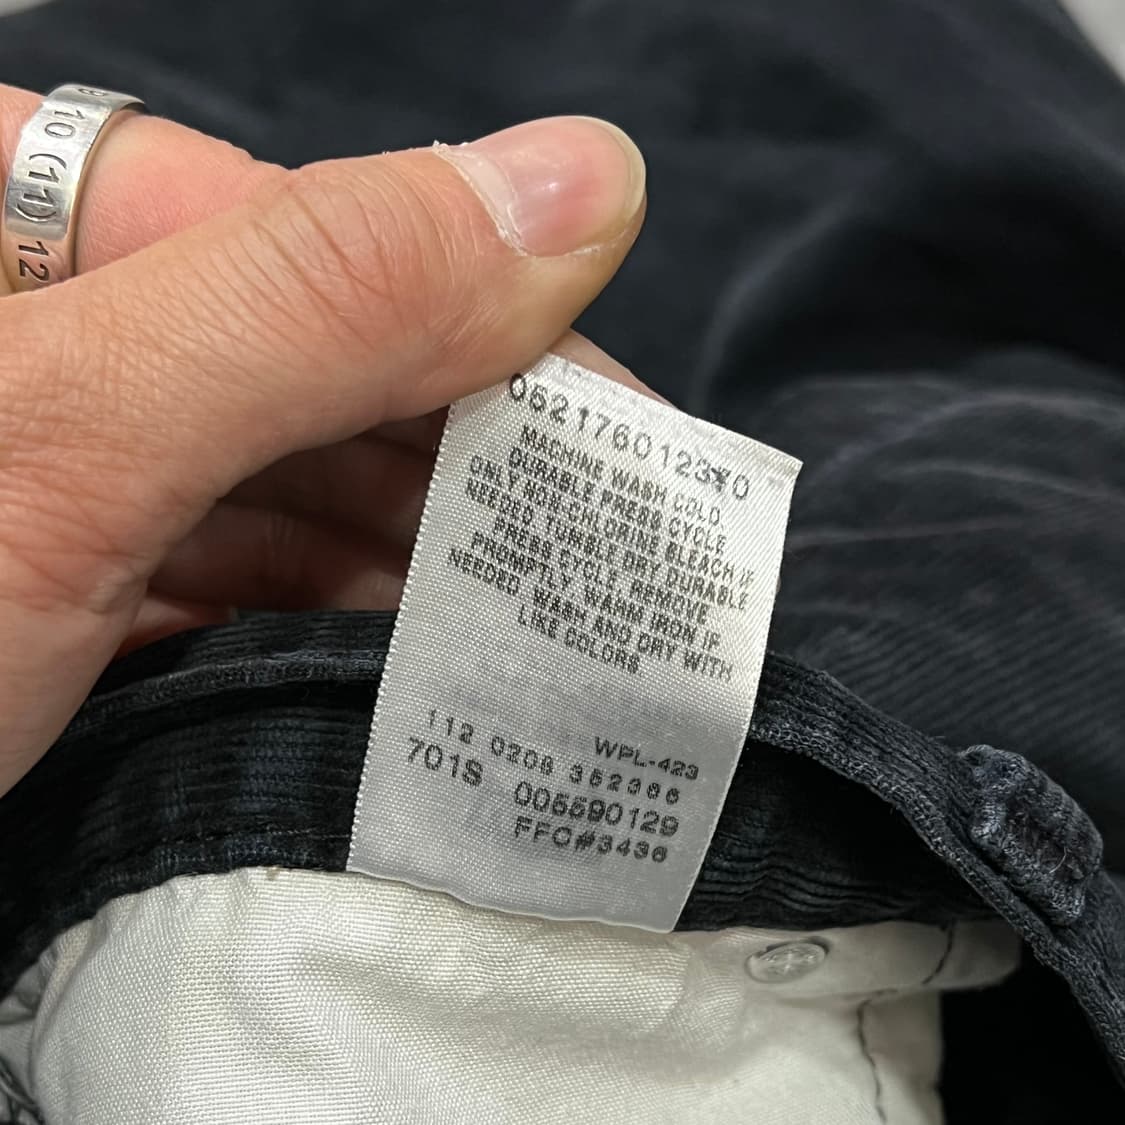 10 (11) 12
0521760123X0
MACHINE WASH COLD,
DURABLE PRESS CYCLE
ONLY NON-CHLORINE BLEACH IF
NEEDED, TUMBLE DRY, DURABLE
PRESS CYCLE, REMOVE
PROMPTLY, WARM IRON IF
NEEDED, WASH AND DRY WITH
LIKE COLORS
WPL-423
112 0208 352366
701S 005590129
FFC#3436